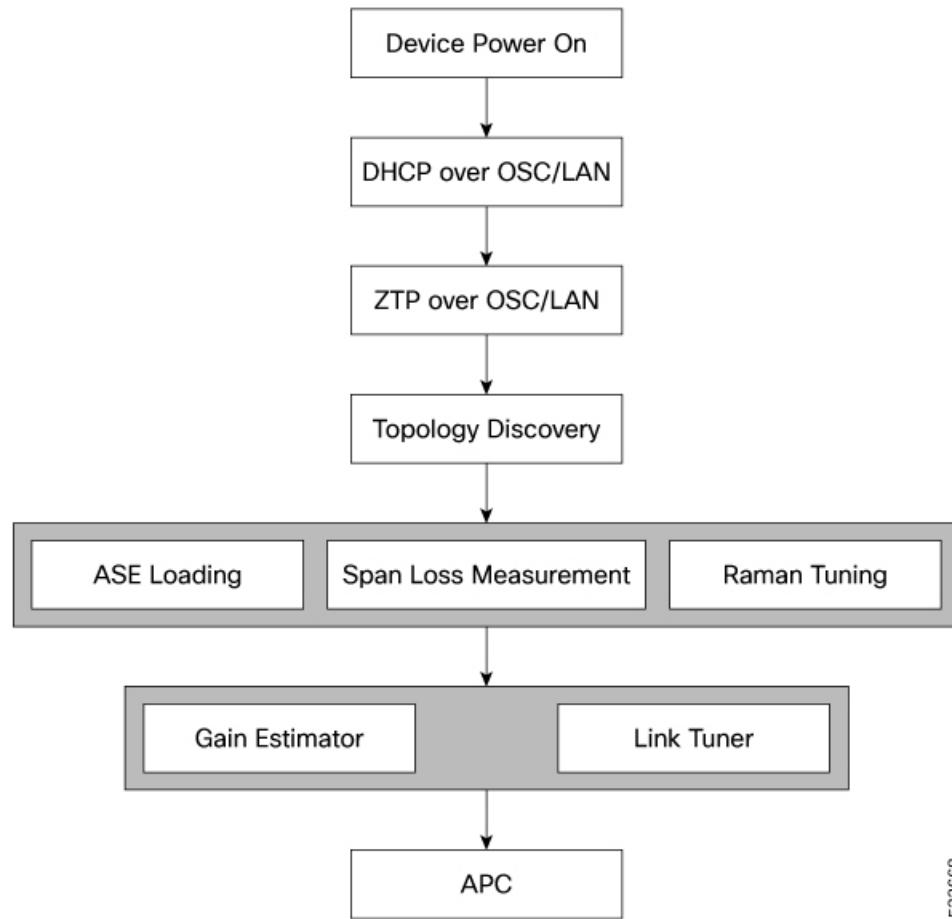 Device Power On
DHCP over OSC/LAN
ZTP over OSC/LAN
Topology Discovery
ASE Loading
Span Loss Measurement
Raman Tuning
Gain Estimator
Link Tuner
APC